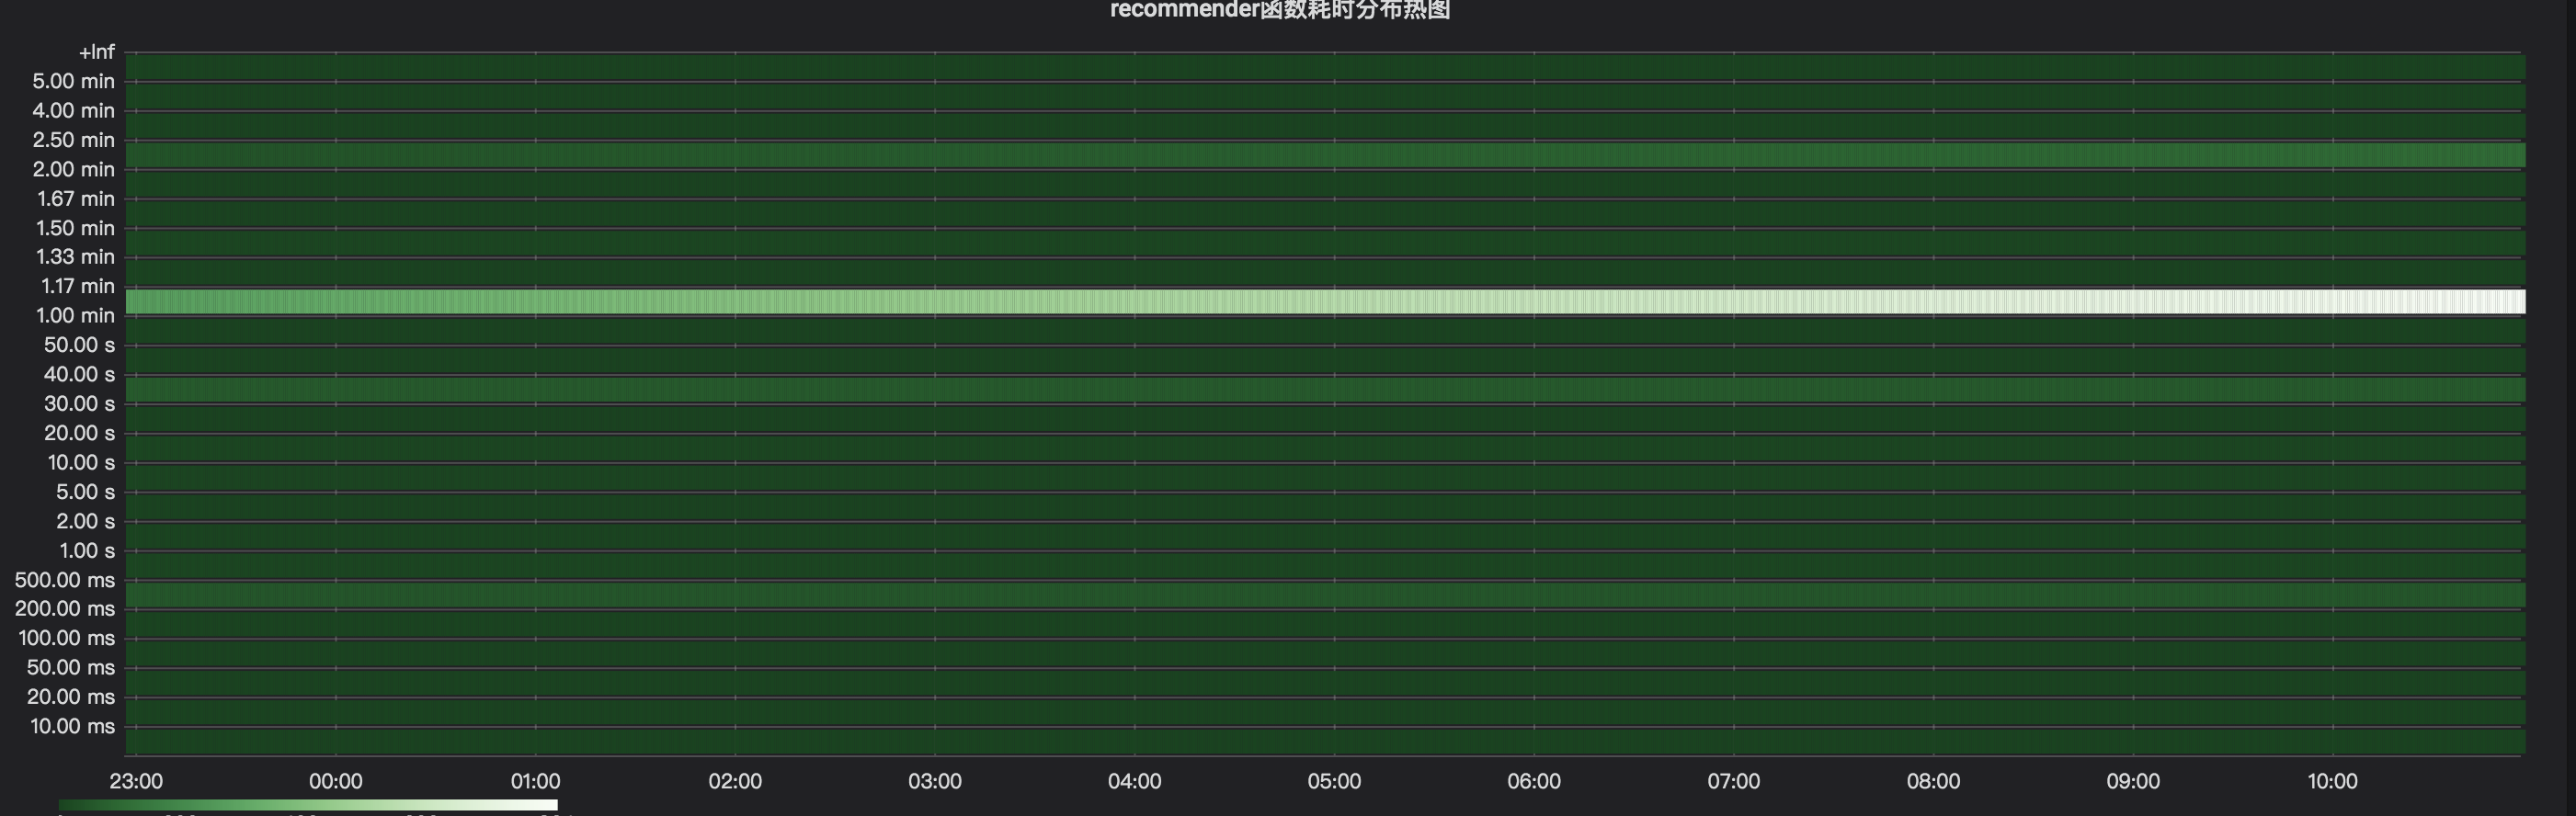 recommender函数耗时分布热图
+Inf
5.00 min
4.00 min
2.50 min
2.00 min
1.67 min
1.50 min
1.33 min
1.17 min
1.00 min
50.00 s
40.00 s
30.00 s
20.00 s
10.00 s
5.00 s
2.00 s
1.00 s
500.00 ms
200.00 ms
100.00 ms
50.00 ms
20.00 ms
10.00 ms
23:00 00:00 01:00 02:00 03:00 04:00 05:00 06:00 07:00 08:00 09:00 10:00